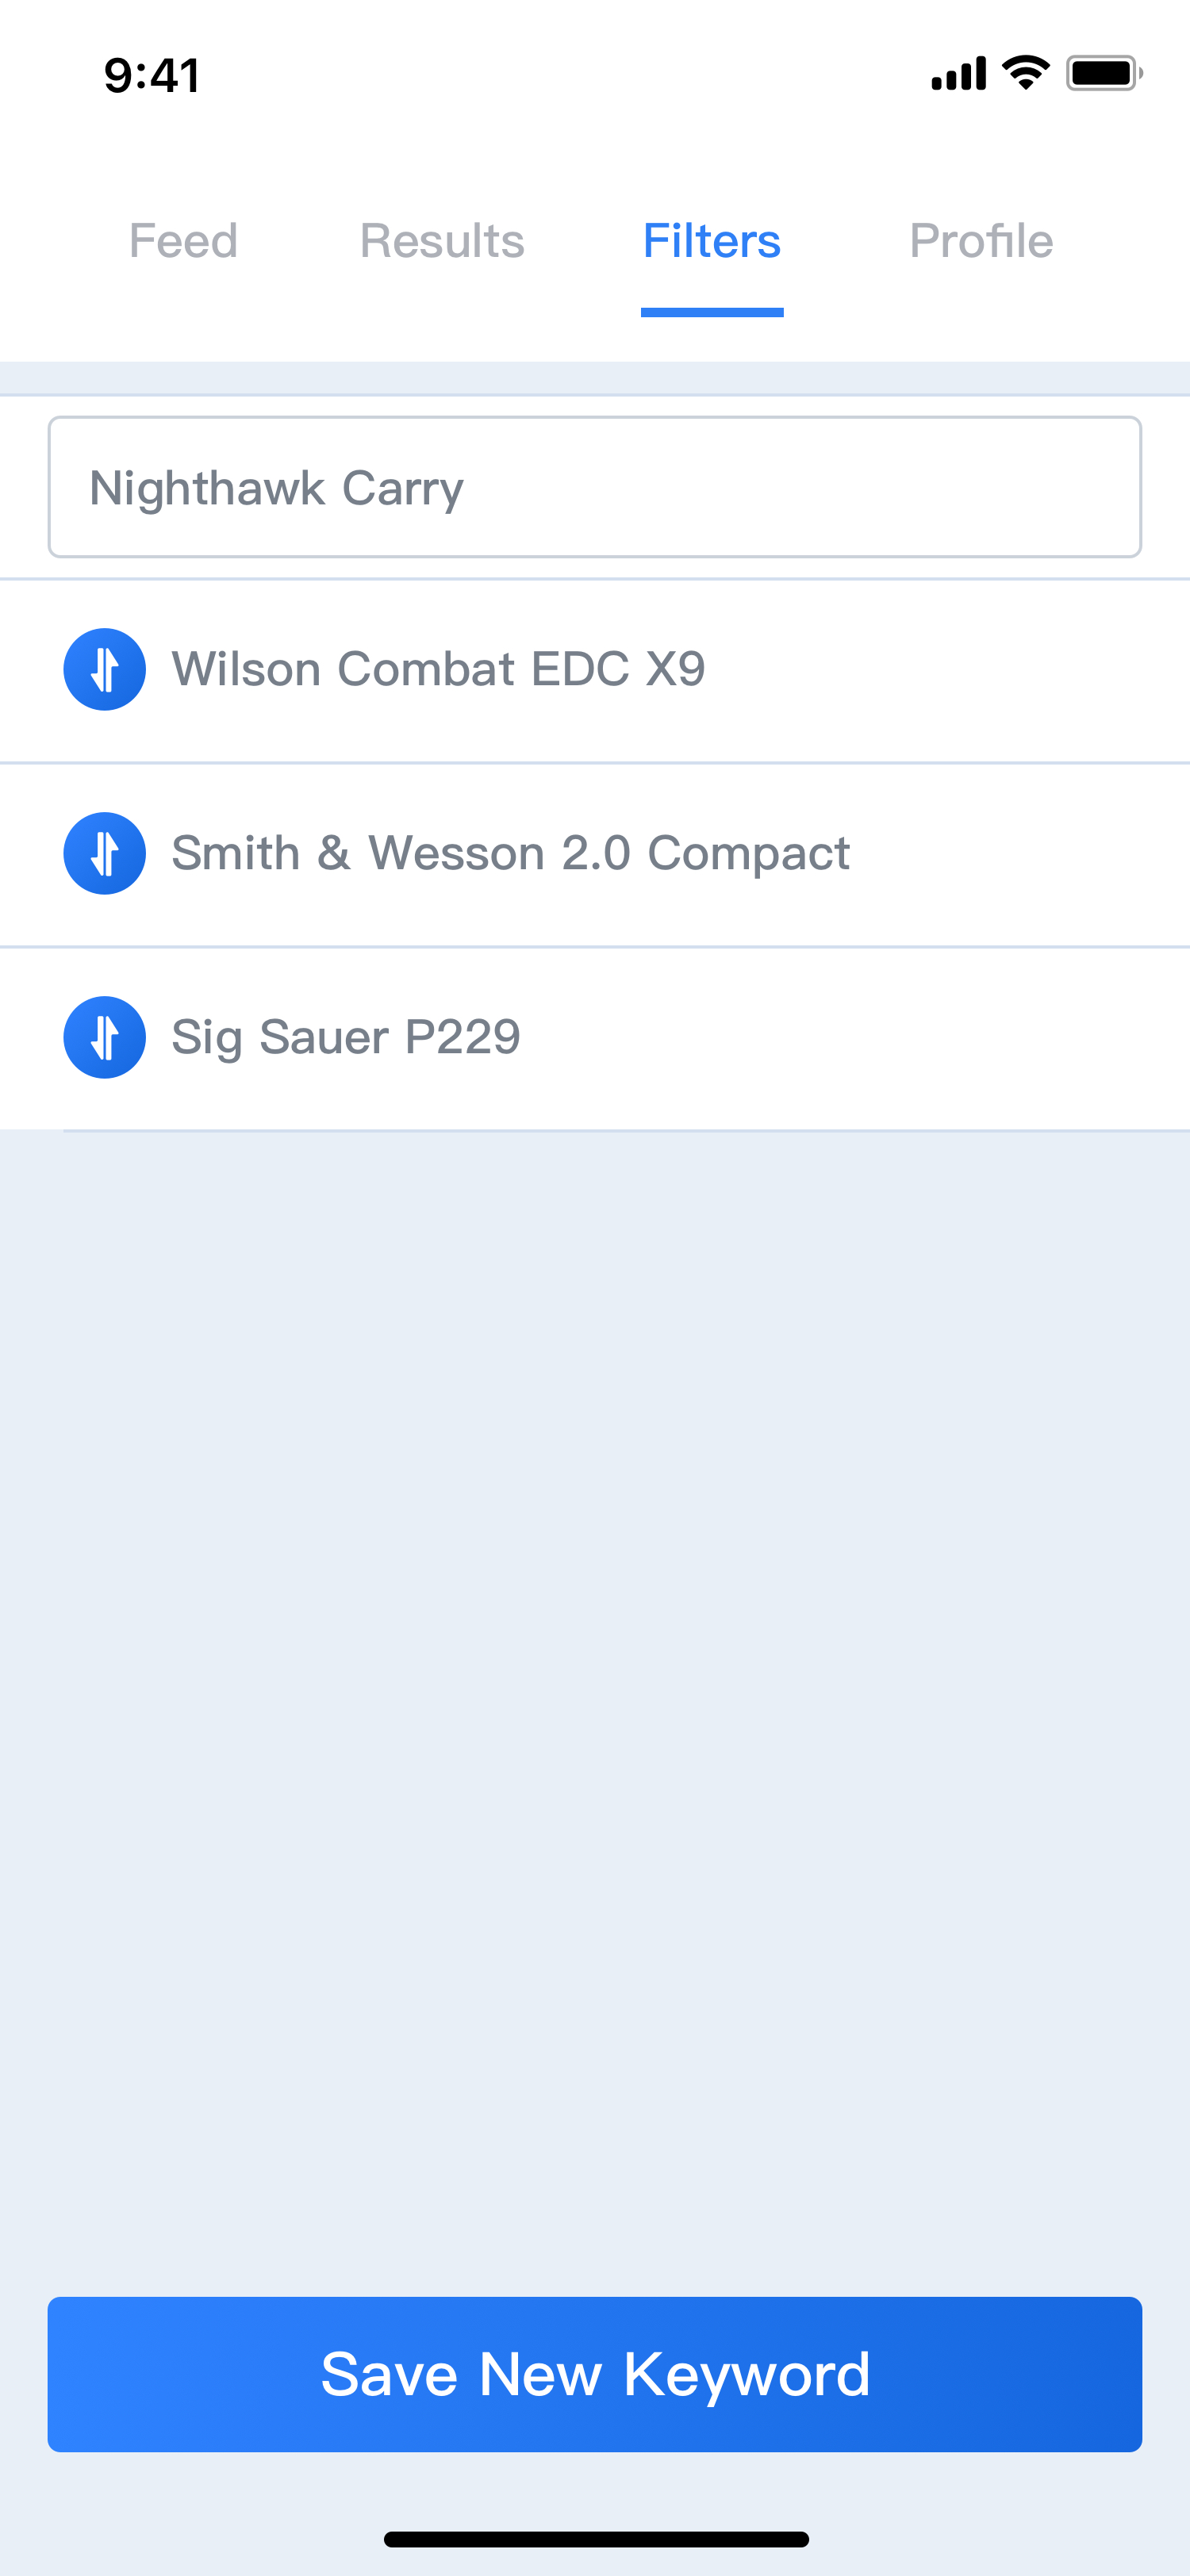 9:41
Feed Results Filters Profile
Nighthawk Carry
Wilson Combat EDC X9
Smith & Wesson 2.0 Compact
Sig Sauer P229
Save New Keyword